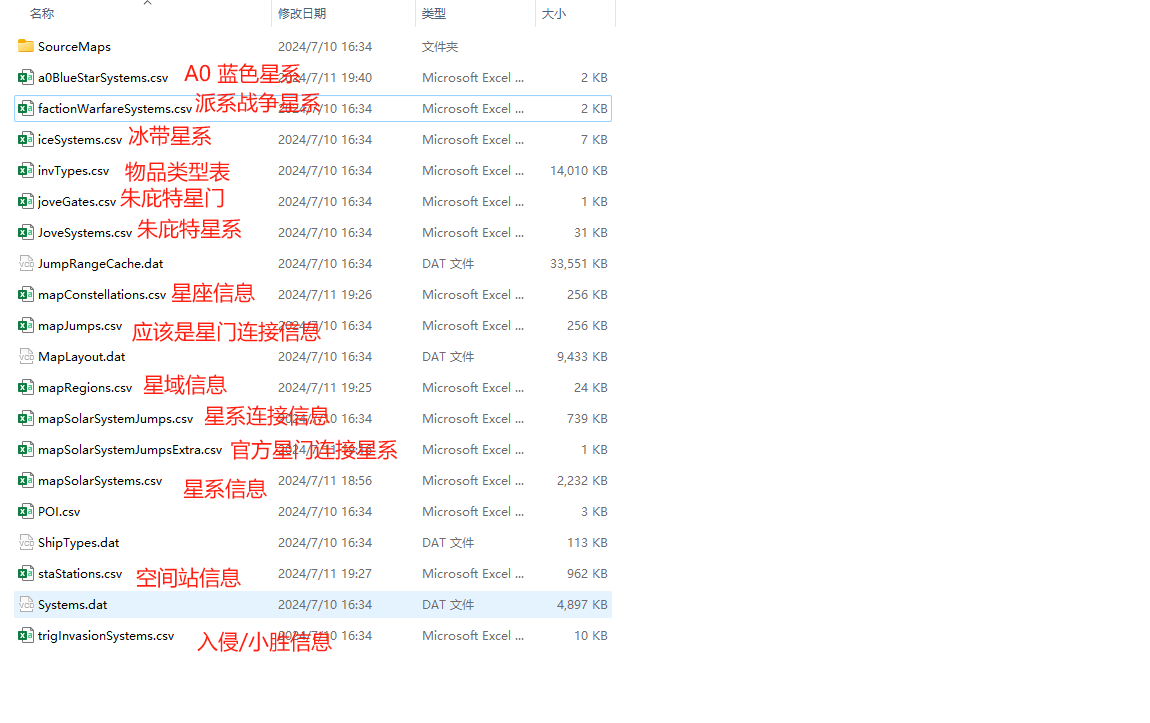 名称 修改日期 类型 大小
SourceMaps 2024/7/10 16:34 文件夹
a0BlueStarSystems.csv A0 蓝色星系 2024/7/11 19:40 Microsoft Excel ... 2 KB
factionWarfareSystems.csv 派系战争星系 2024/7/10 16:34 Microsoft Excel ... 2 KB
iceSystems.csv 冰带星系 2024/7/10 16:34 Microsoft Excel ... 7 KB
invTypes.csv 物品类型表 2024/7/10 16:34 Microsoft Excel ... 14,010 KB
joveGates.csv 朱庇特星门 2024/7/10 16:34 Microsoft Excel ... 1 KB
JoveSystems.csv 朱庇特星系 2024/7/10 16:34 Microsoft Excel ... 31 KB
JumpRangeCache.dat 2024/7/10 16:34 DAT 文件 33,551 KB
mapConstellations.csv 星座信息 2024/7/11 19:26 Microsoft Excel ... 256 KB
mapJumps.csv 应该是星门连接信息 2024/7/10 16:34 Microsoft Excel ... 256 KB
MapLayout.dat 2024/7/10 16:34 DAT 文件 9,433 KB
mapRegions.csv 星域信息 2024/7/11 19:25 Microsoft Excel ... 24 KB
mapSolarSystemJumps.csv 星系连接信息 2024/7/10 16:34 Microsoft Excel ... 739 KB
mapSolarSystemJumpsExtra.csv 官方星门连接星系 Microsoft Excel ... 1 KB
mapSolarSystems.csv 星系信息 2024/7/11 18:56 Microsoft Excel ... 2,232 KB
POI.csv 2024/7/10 16:34 Microsoft Excel ... 3 KB
ShipTypes.dat 2024/7/10 16:34 DAT 文件 113 KB
staStations.csv 空间站信息 2024/7/11 19:27 Microsoft Excel ... 962 KB
Systems.dat 2024/7/10 16:34 DAT 文件 4,897 KB
trigInvasionSystems.csv 入侵/小胜信息 2024/7/10 16:34 Microsoft Excel ... 10 KB